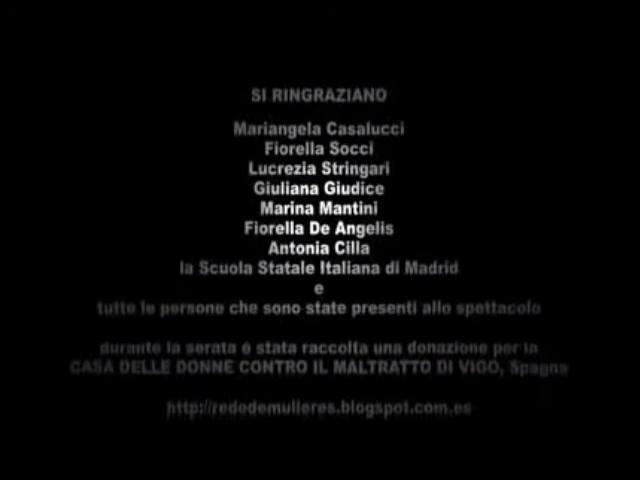 SI RINGRAZIANO
Mariangela Casalucci
Fiorella Socci
Lucrezia Stringari
Giuliana Giudice
Marina Mantini
Fiorella De Angelis
Antonia Cilla
la Scuola Statale Italiana di Madrid
e
tutte le persone che sono state presenti allo spettacolo
durante la serata é stata raccolta una donazione per la
CASA DELLE DONNE CONTRO IL MALTRATTO DI VIGO, Spagna
http://rededemulleres.blogspot.com.es